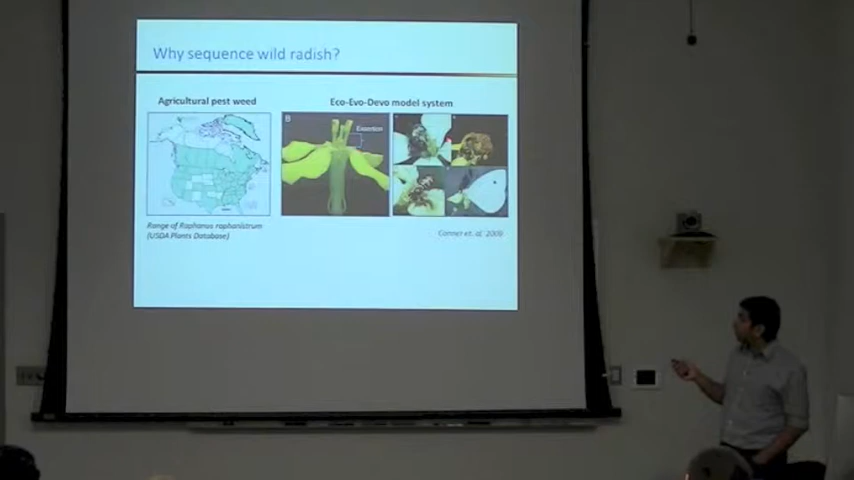 Why sequence wild radish?
Agricultural pest weed
Eco-Evo-Devo model system
B
Exsertion
Range of Raphanus raphanistrum
(USDA Plants Database)
Conner et. al. 2009